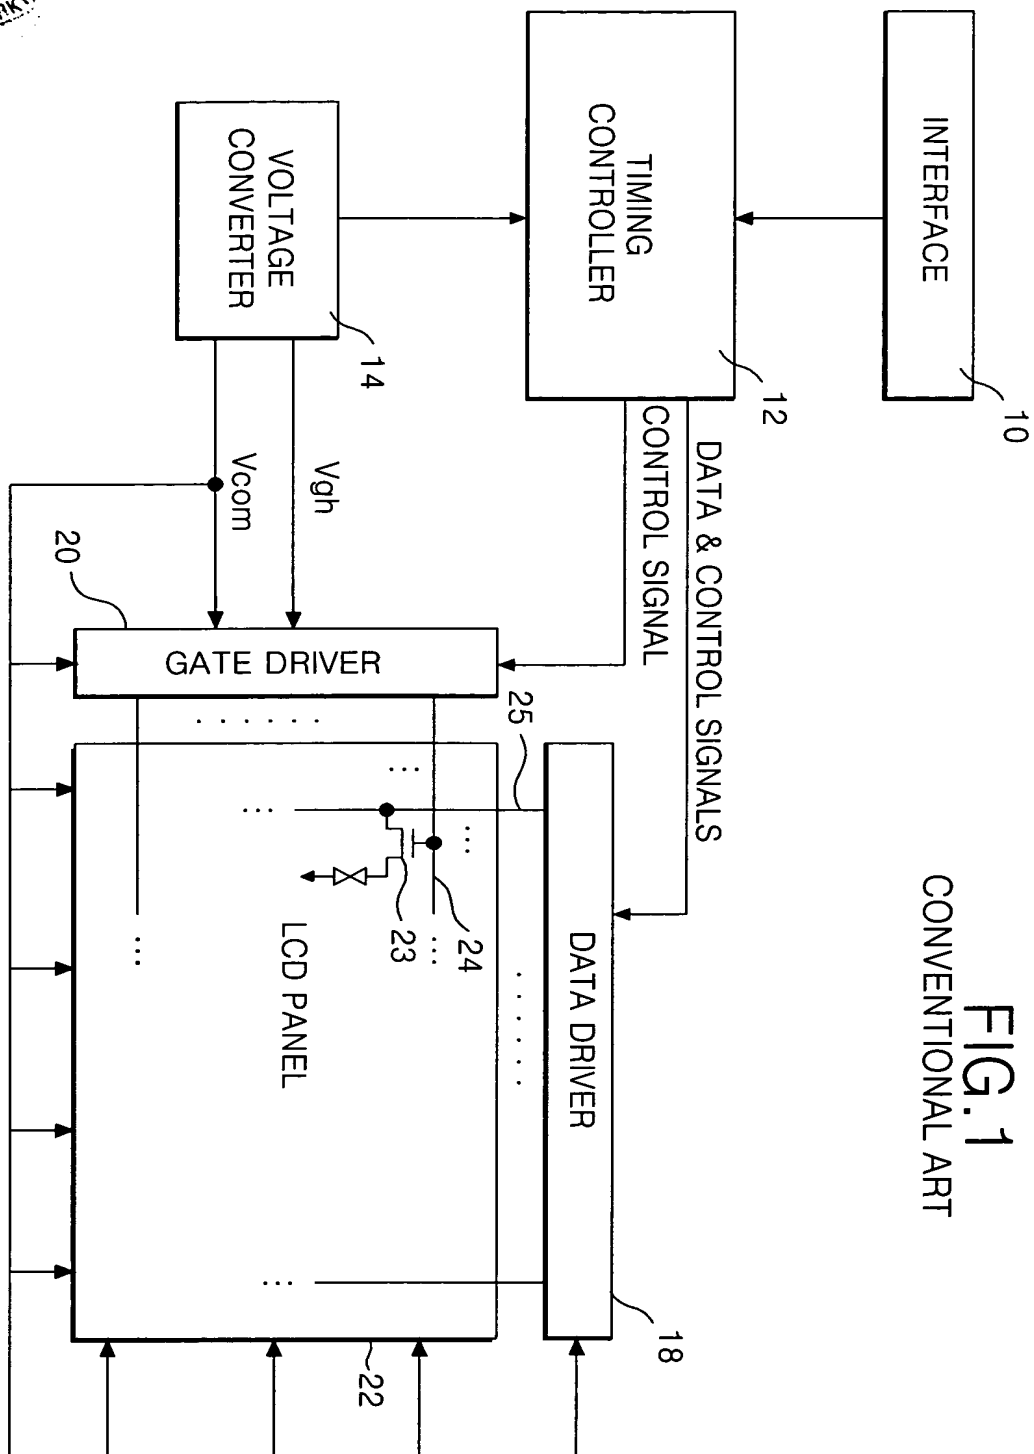 FIG.1
CONVENTIONAL ART
INTERFACE
10
TIMING
CONTROLLER
12
DATA & CONTROL SIGNALS
CONTROL SIGNAL
VOLTAGE
CONVERTER
14
Vgh
Vcom
DATA DRIVER
18
25
GATE DRIVER
20
24
23
LCD PANEL
22